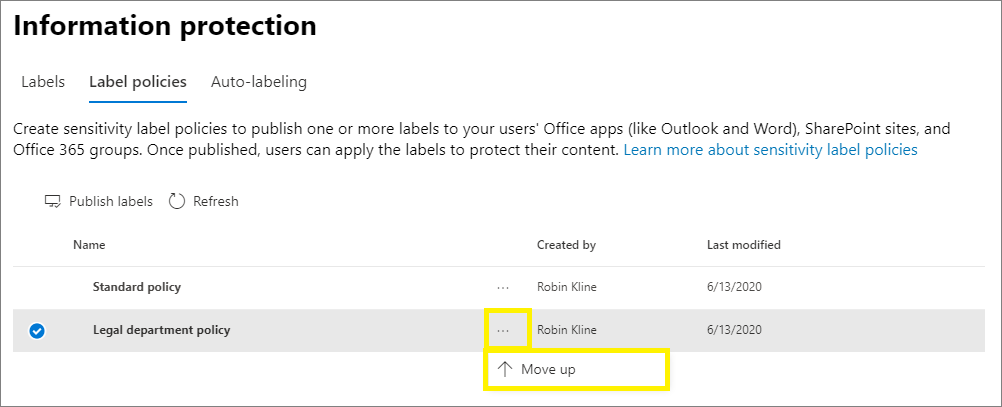 Information protection
Labels Label policies Auto-labeling
Create sensitivity label policies to publish one or more labels to your users' Office apps (like Outlook and Word), SharePoint sites, and
Office 365 groups. Once published, users can apply the labels to protect their content. Learn more about sensitivity label policies
Publish labels Refresh
Name Created by Last modified
Standard policy ... Robin Kline 6/13/2020
Legal department policy ... Robin Kline 6/13/2020
Move up